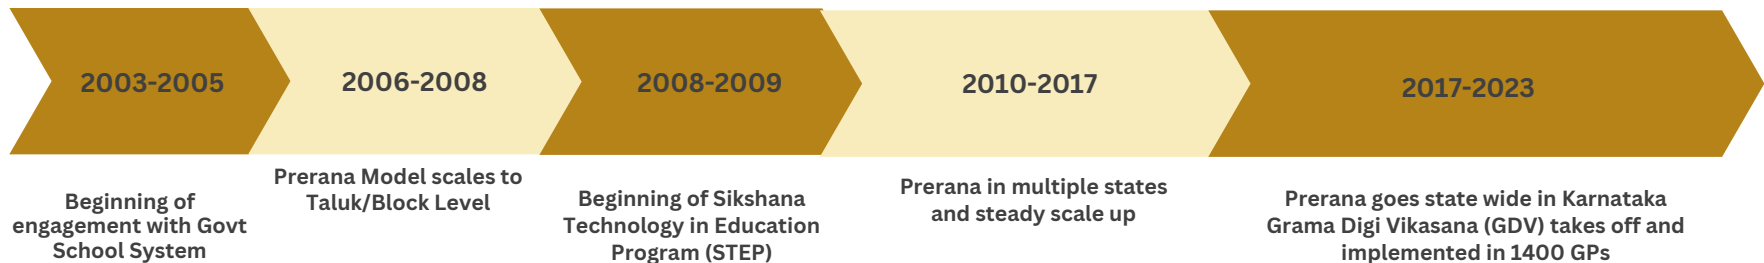 2003-2005
2006-2008
2008-2009
2010-2017
2017-2023
Beginning of
engagement with Govt
School System
Prerana Model scales to
Taluk/Block Level
Beginning of Sikshana
Technology in Education
Program (STEP)
Prerana in multiple states
and steady scale up
Prerana goes state wide in Karnataka
Grama Digi Vikasana (GDV) takes off and
implemented in 1400 GPs